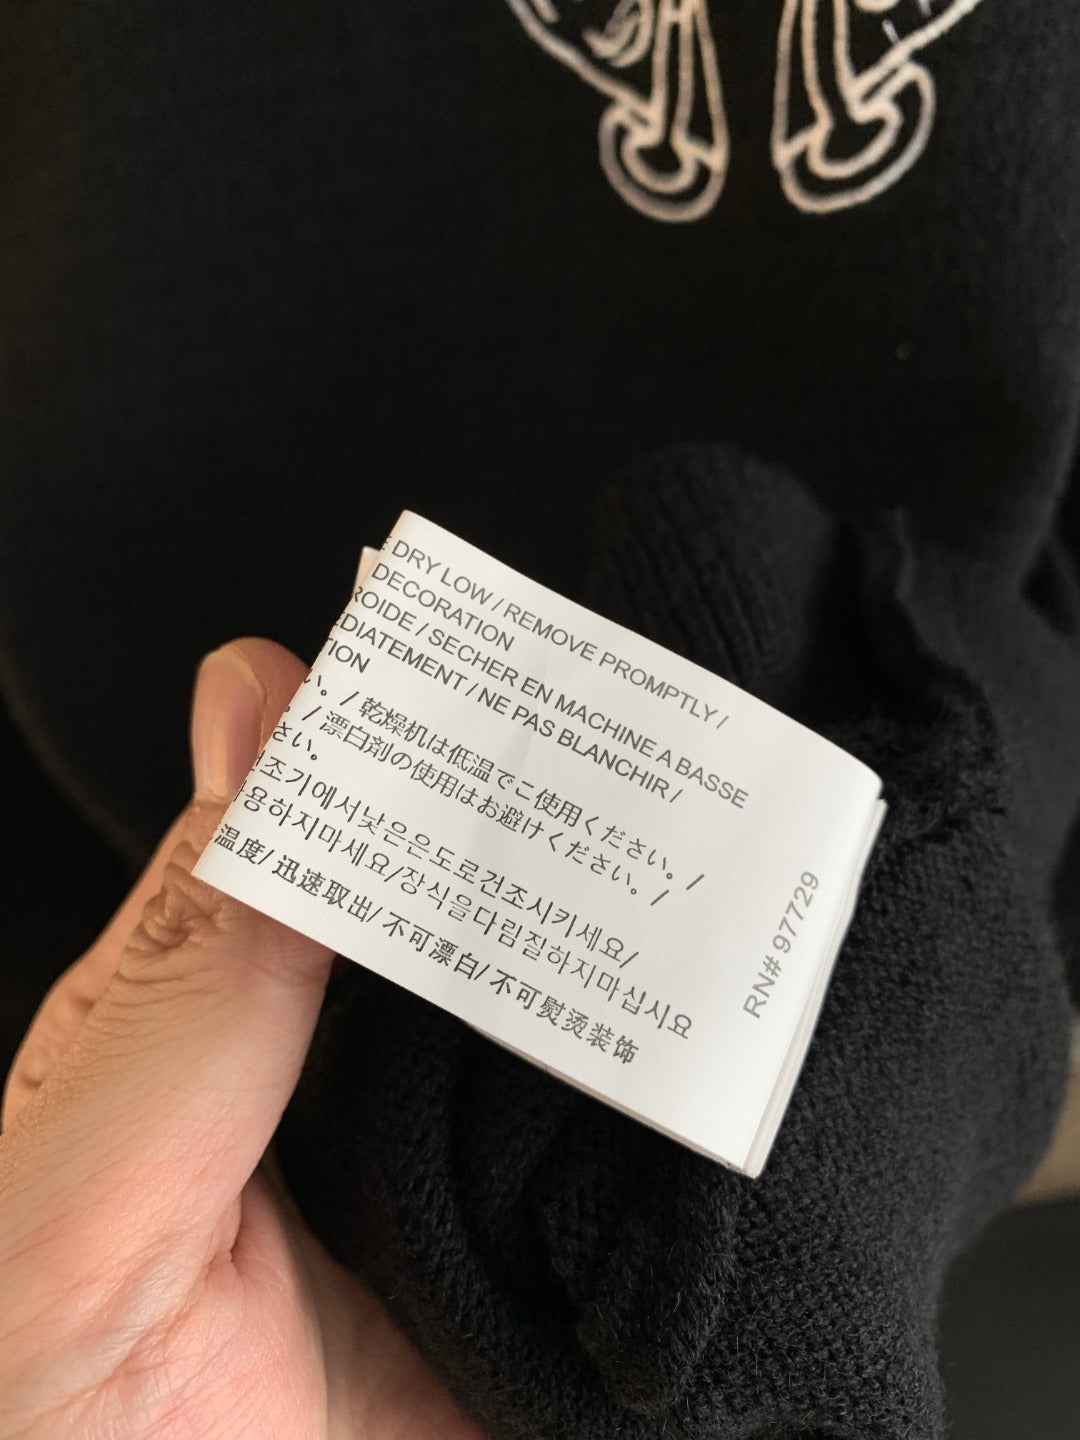 DRY LOW / REMOVE PROMPTLY /
DECORATION
ROIDE / SECHER EN MACHINE A BASSE
EDIATEMENT / NE PAS BLANCHIR /
TION
い。 / 乾燥机は低温でご使用ください。 /
。 / 漂白剤の使用はお避けください。 /
さい。
조기에서낮은온도로건조시키세요/
용하지마세요/장식을다림질하지마십시요
温度/ 迅速取出/ 不可漂白/ 不可熨烫装饰
RN# 97729